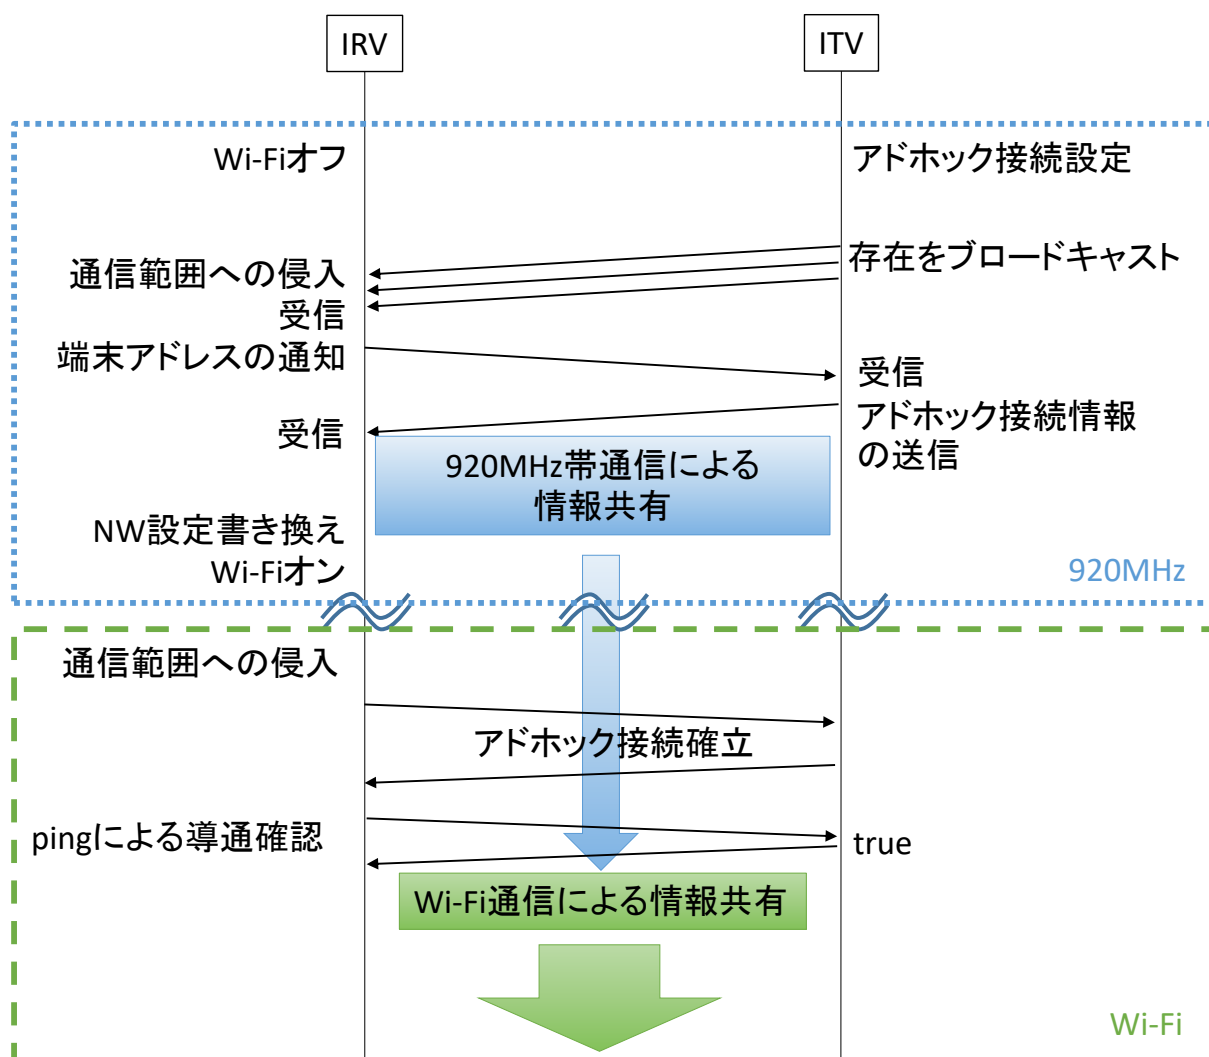 IRV
ITV
Wi-Fiオフ
アドホック接続設定
存在をブロードキャスト
通信範囲への侵入
受信
端末アドレスの通知
受信
アドホック接続情報
の送信
受信
920MHz帯通信による
情報共有
NW設定書き換え
Wi-Fiオン
920MHz
通信範囲への侵入
アドホック接続確立
pingによる導通確認
true
Wi-Fi通信による情報共有
Wi-Fi